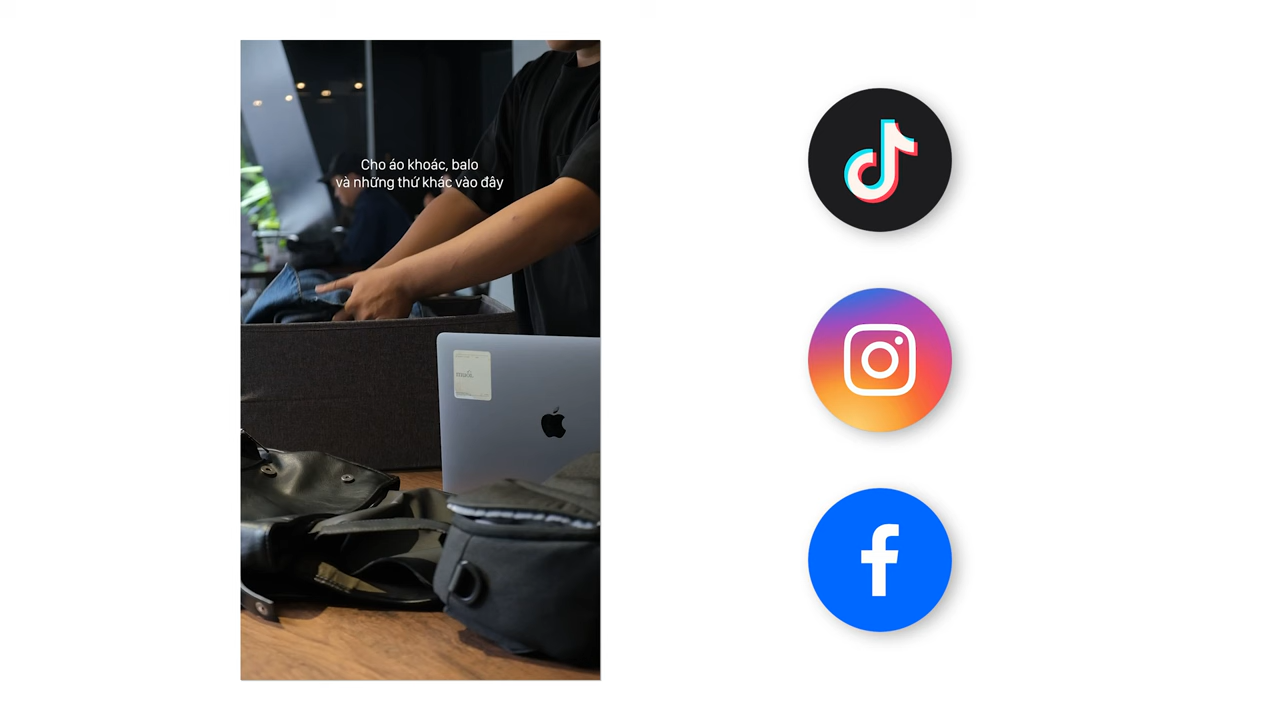 Cho áo khoác, balo
và những thứ khác vào đây